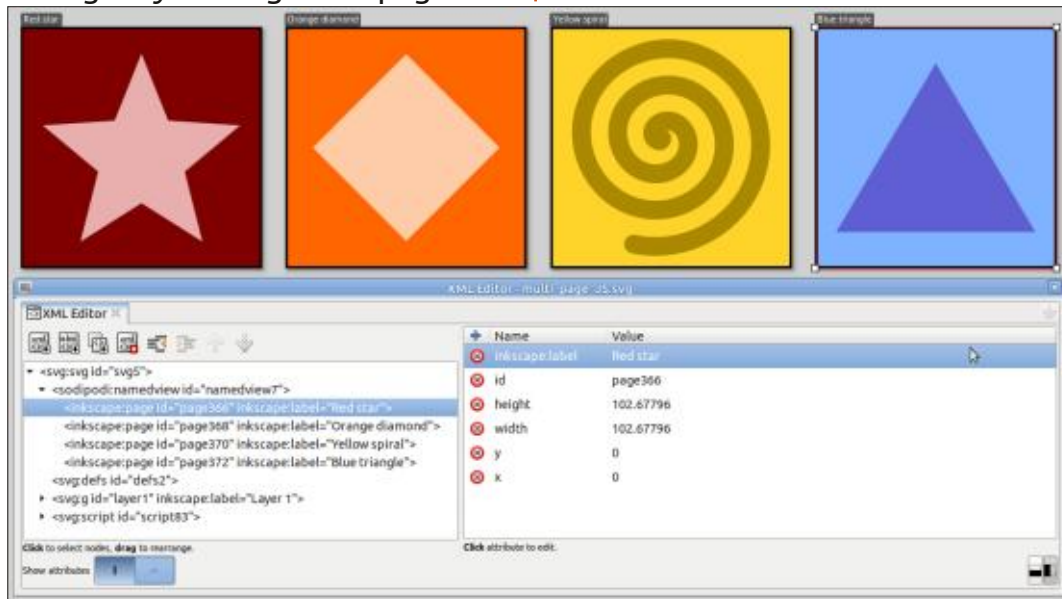 Red star
Orange diamond
Yellow spiral
Blue triangle
XML Editor - multi-page-JS.svg
XML Editor
Name Value
inkscape:label Red star
id page366
height 102.67796
width 102.67796
y 0
x 0
<svg:svg id="svg5">
<sodipodi:namedview id="namedview7">
<inkscape:page id="page366" inkscape:label="Red star">
<inkscape:page id="page368" inkscape:label="Orange diamond">
<inkscape:page id="page370" inkscape:label="Yellow spiral">
<inkscape:page id="page372" inkscape:label="Blue triangle">
<svg:defs id="defs2">
<svg:g id="layer1" inkscape:label="Layer 1">
<svg:script id="script83">
Click to select nodes, drag to rearrange.
Click attribute to edit.
Show attributes